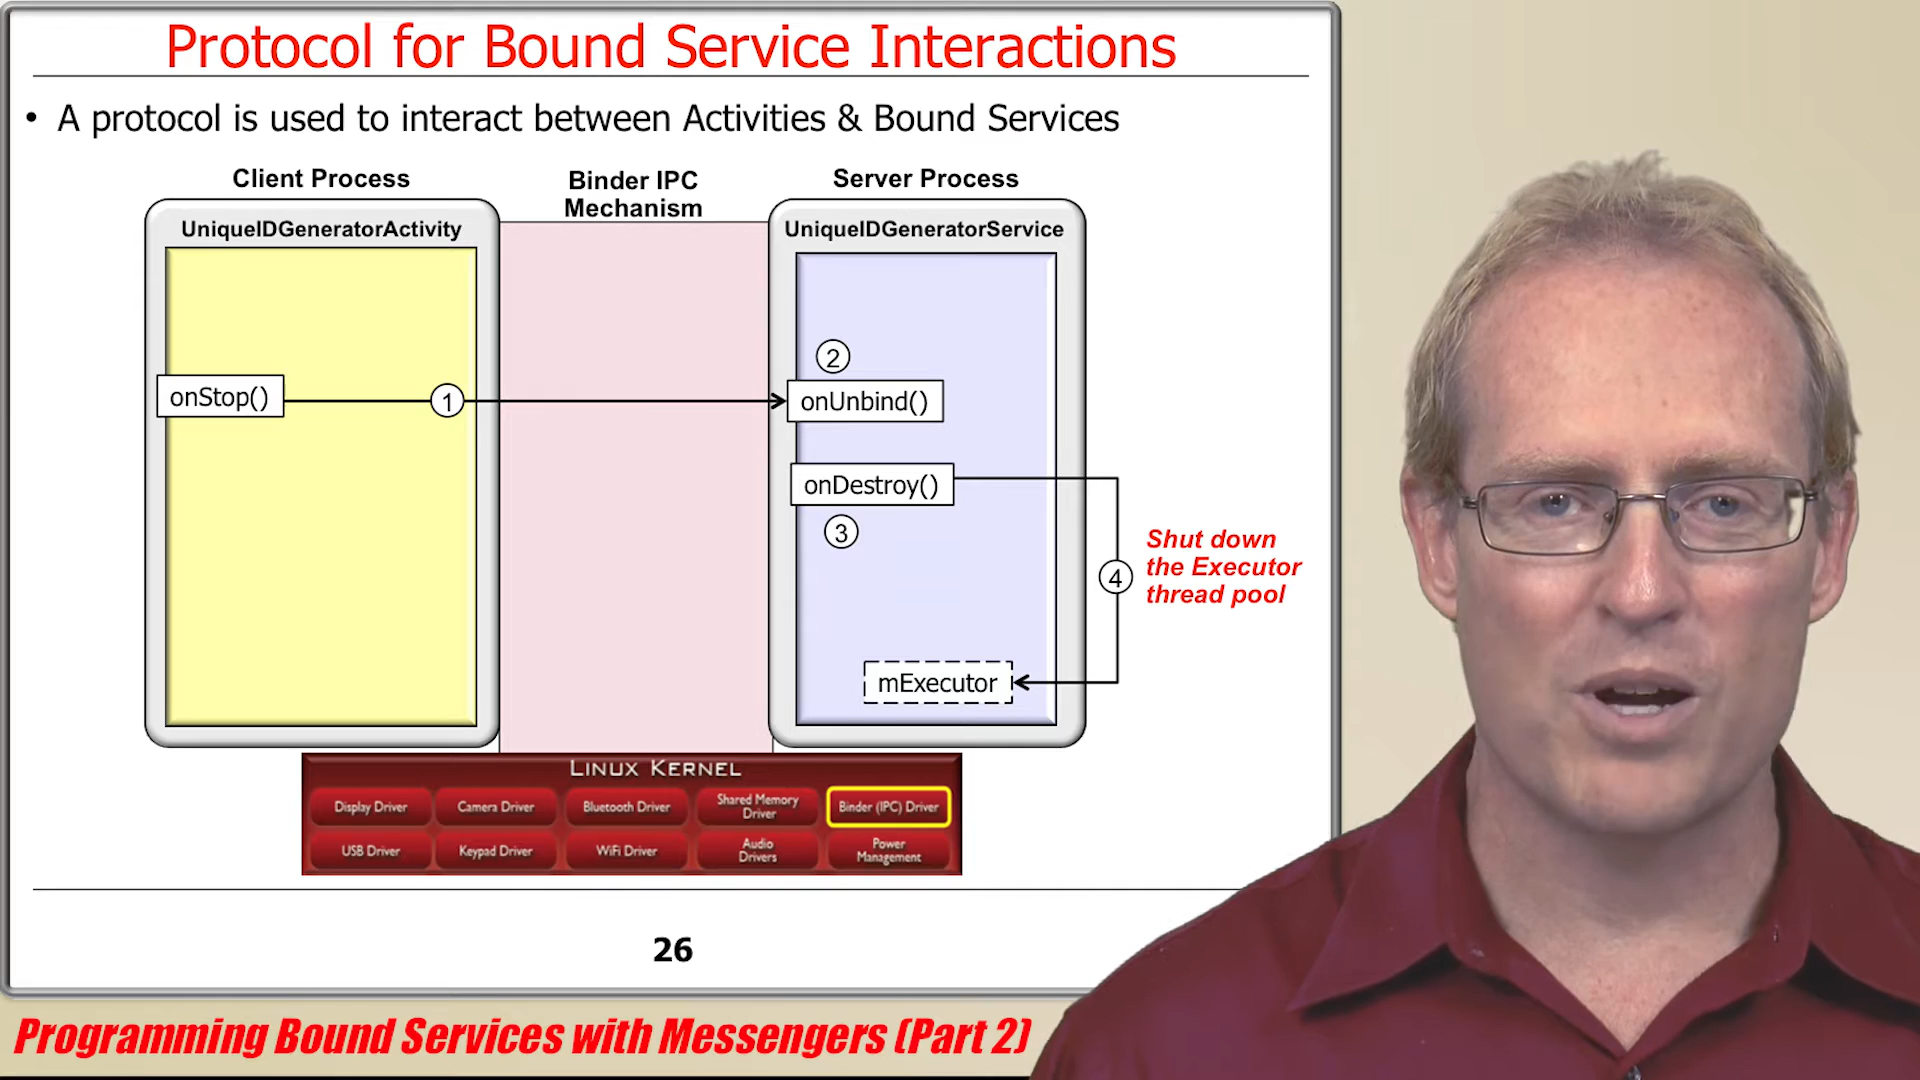 Protocol for Bound Service Interactions
• A protocol is used to interact between Activities & Bound Services
Client Process
Binder IPC
Mechanism
Server Process
UniqueIDGeneratorActivity
UniqueIDGeneratorService
2
onStop()
1
onUnbind()
onDestroy()
3
Shut down
the Executor
thread pool
4
mExecutor
LINUX KERNEL
Display Driver
Camera Driver
Bluetooth Driver
Shared Memory
Driver
Binder (IPC) Driver
USB Driver
Keypad Driver
WiFi Driver
Audio
Drivers
Power
Management
26
Programming Bound Services with Messengers (Part 2)